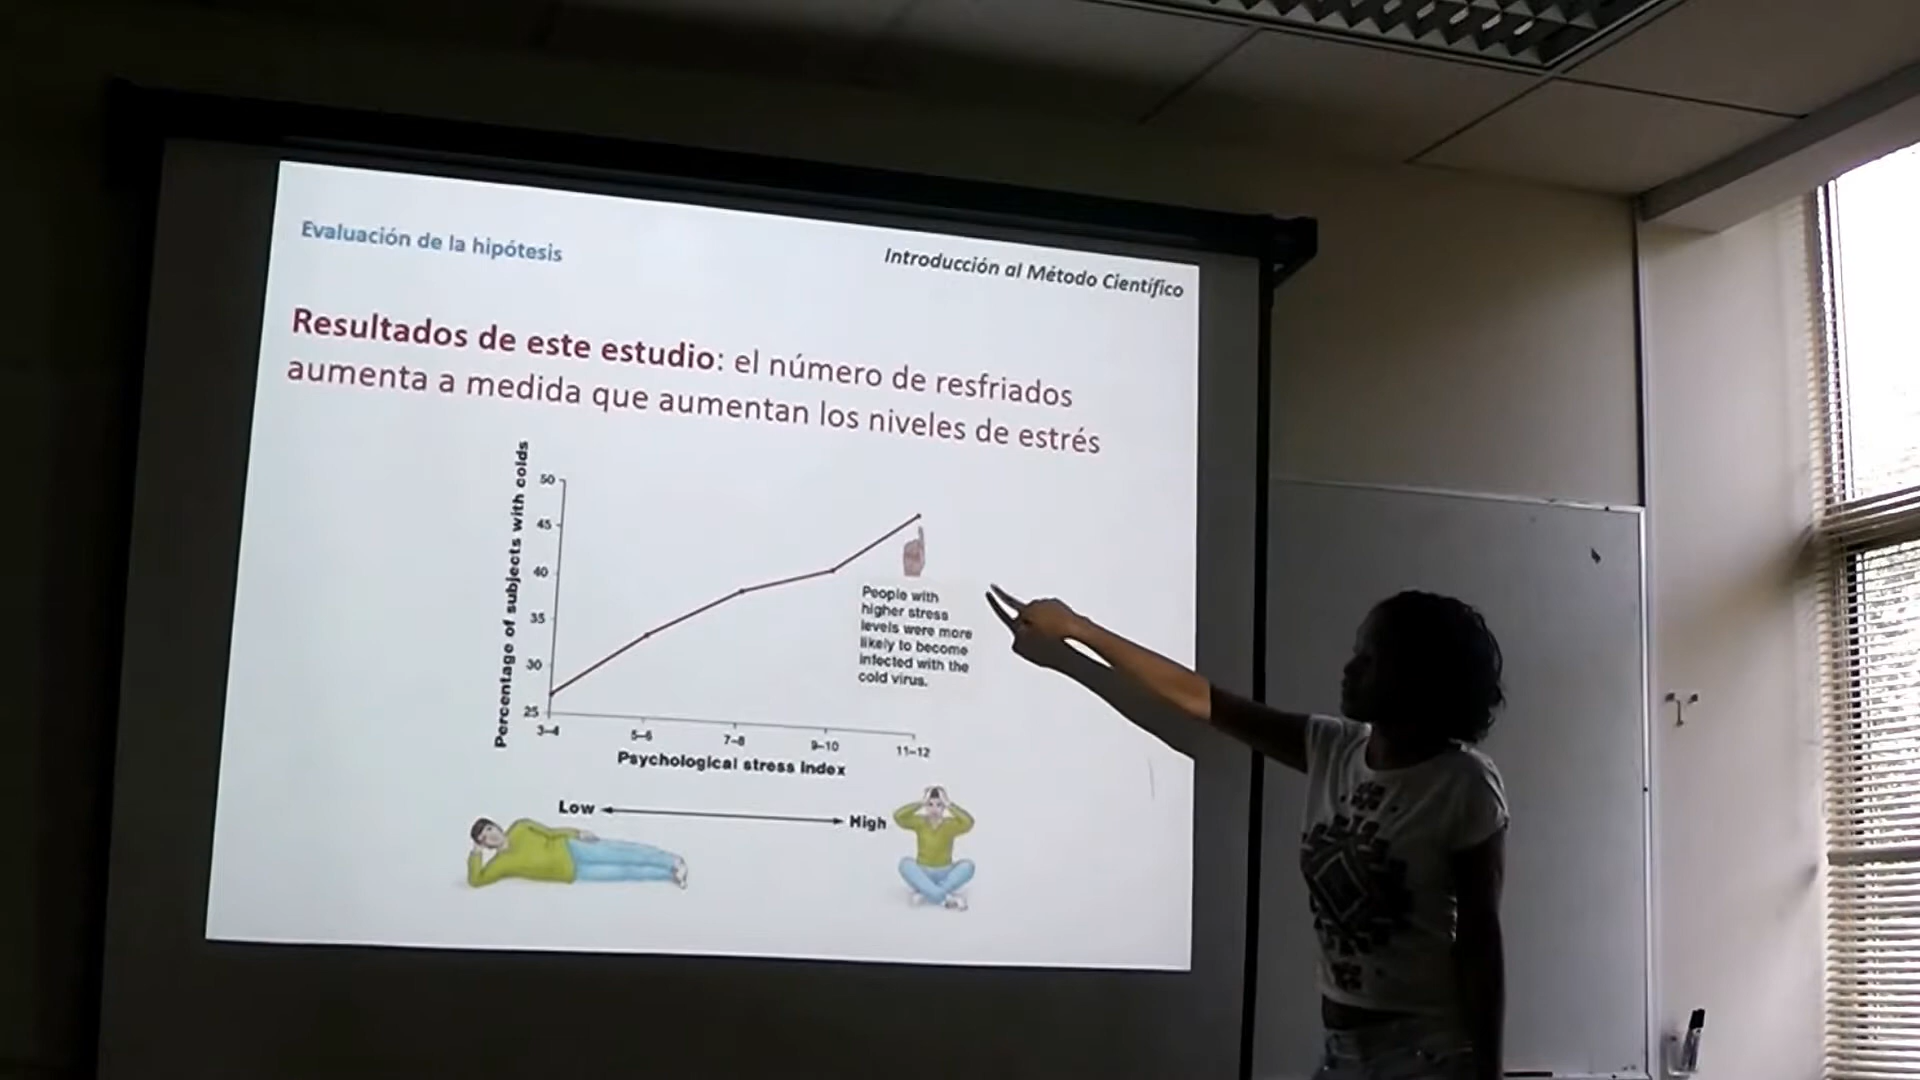 Evaluación de la hipótesis
Introducción al Método Científico
Resultados de este estudio: el número de resfriados
aumenta a medida que aumentan los niveles de estrés
Percentage of subjects with colds
50
45
40
35
30
25
3–4
5–6
7–8
9–10
11–12
People with
higher stress
levels were more
likely to become
infected with the
cold virus.
Psychological stress index
Low
High